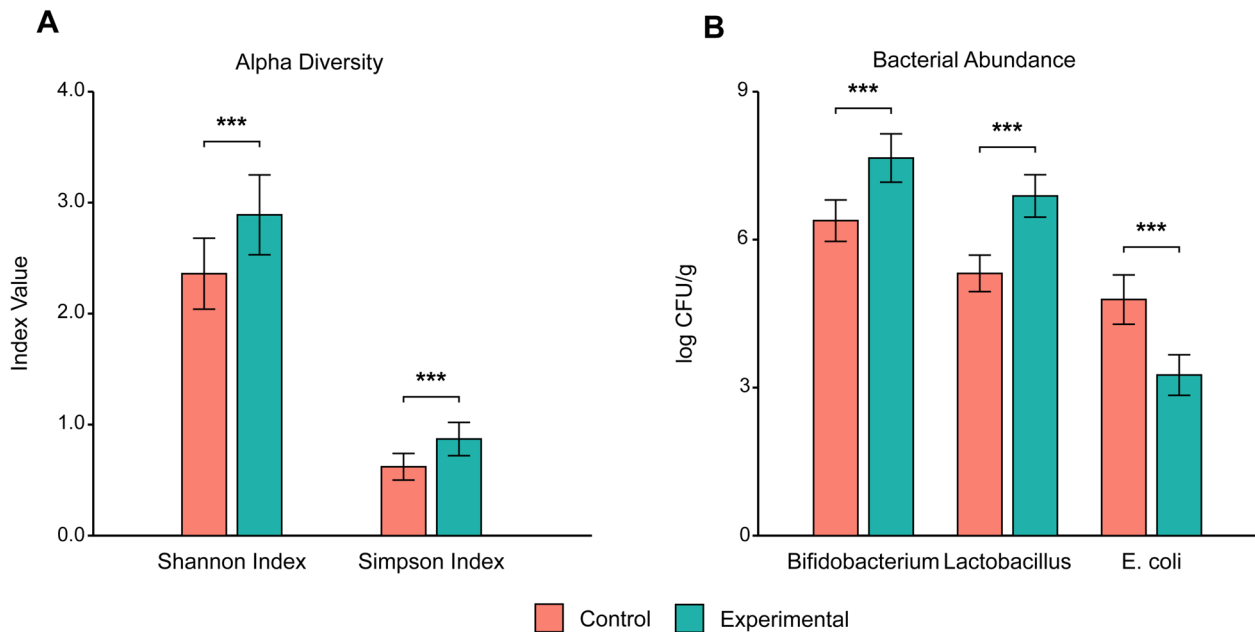 A
Alpha Diversity
4.0
3.0
2.0
1.0
0.0
Index Value
***
***
Shannon Index
Simpson Index
B
Bacterial Abundance
9
6
3
0
log CFU/g
***
***
***
Bifidobacterium
Lactobacillus
E. coli
Control
Experimental